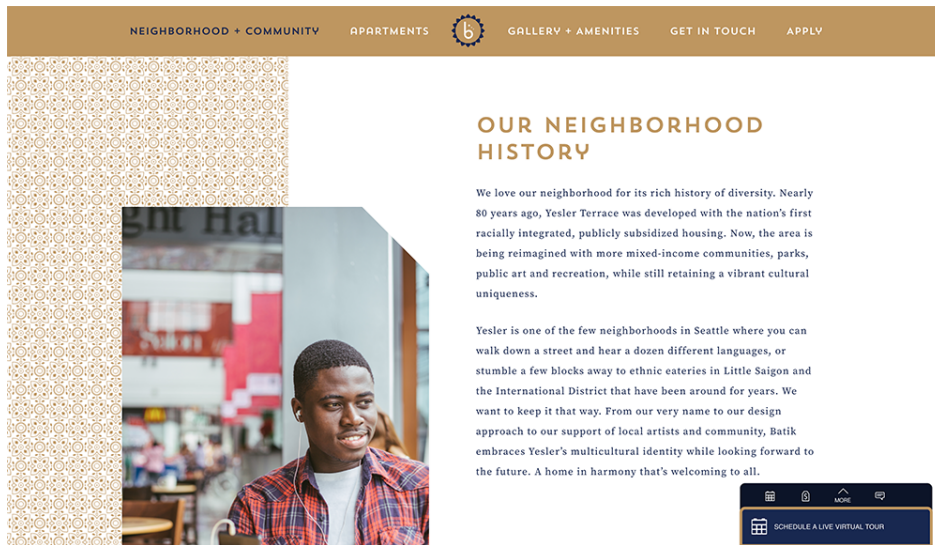 NEIGHBORHOOD + COMMUNITY APARTMENTS b GALLERY + AMENITIES GET IN TOUCH APPLY
OUR NEIGHBORHOOD
HISTORY
We love our neighborhood for its rich history of diversity. Nearly
80 years ago, Yesler Terrace was developed with the nation's first
racially integrated, publicly subsidized housing. Now, the area is
being reimagined with more mixed-income communities, parks,
public art and recreation, while still retaining a vibrant cultural
uniqueness.
Yesler is one of the few neighborhoods in Seattle where you can
walk down a street and hear a dozen different languages, or
stumble a few blocks away to ethnic eateries in Little Saigon and
the International District that have been around for years. We
want to keep it that way. From our very name to our design
approach to our support of local artists and community, Batik
embraces Yesler's multicultural identity while looking forward to
the future. A home in harmony that's welcoming to all.
ght Hal
MORE
SCHEDULE A LIVE VIRTUAL TOUR